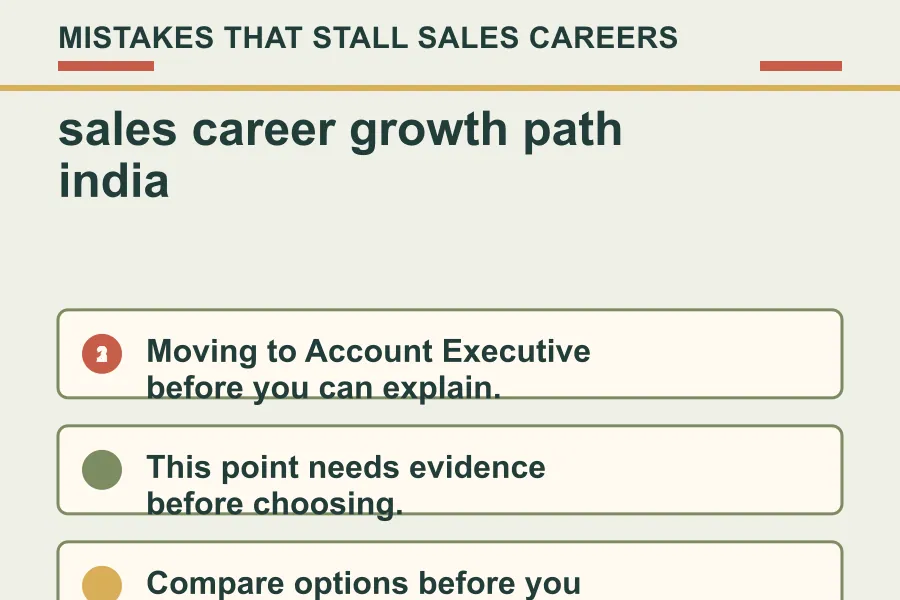 MISTAKES THAT STALL SALES CAREERS
sales career growth path
india
Moving to Account Executive
before you can explain.
This point needs evidence
before choosing.
Compare options before you